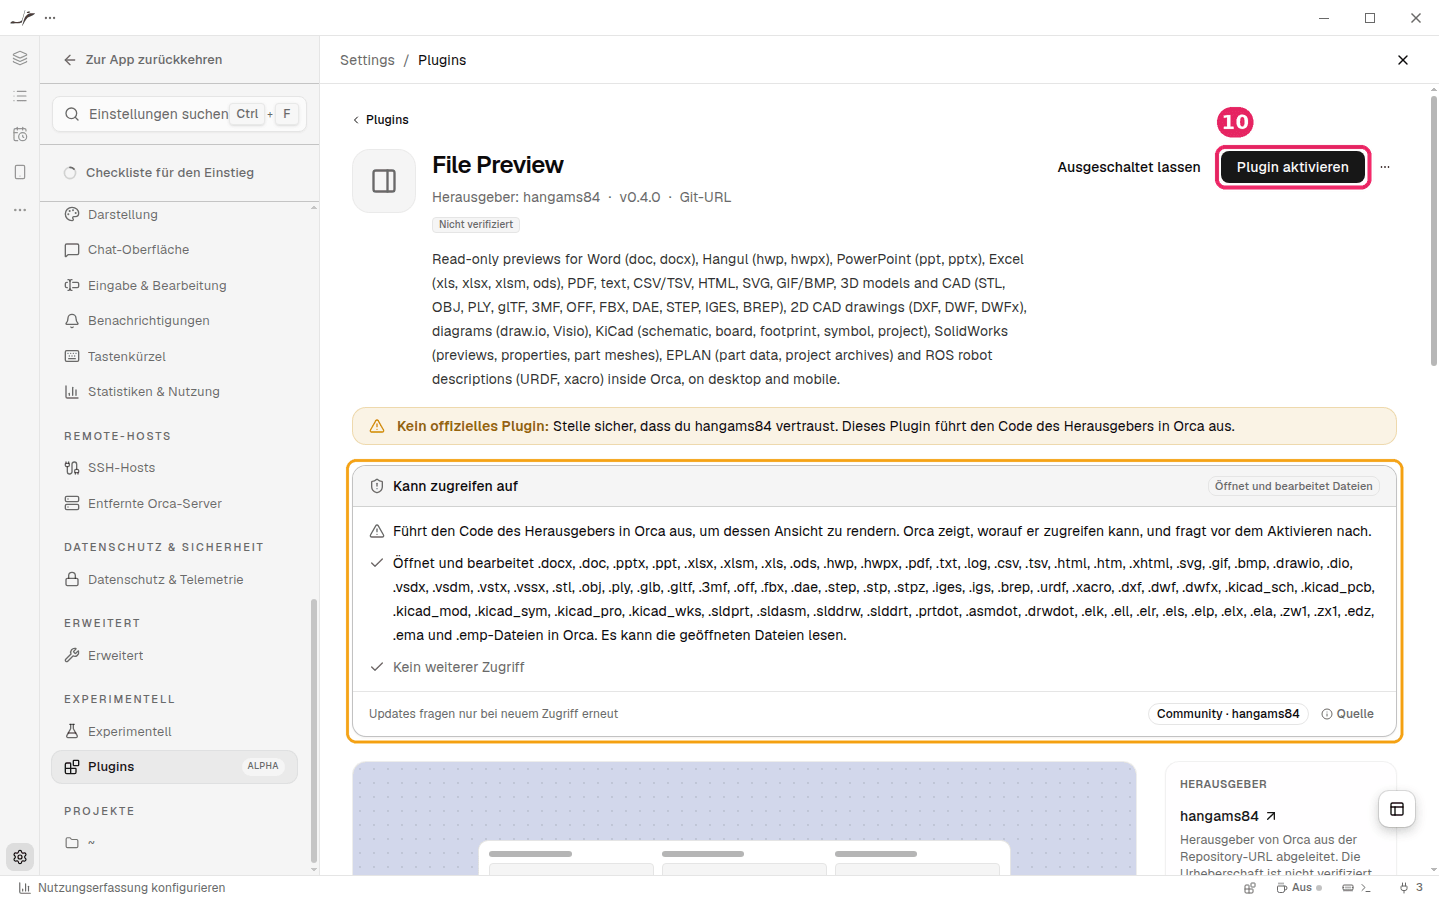 Zur App zurückkehren
Settings / Plugins
Einstellungen suchen Ctrl + F
Checkliste für den Einstieg
Darstellung
Chat-Oberfläche
Eingabe & Bearbeitung
Benachrichtigungen
Tastenkürzel
Statistiken & Nutzung
REMOTE-HOSTS
SSH-Hosts
Entfernte Orca-Server
DATENSCHUTZ & SICHERHEIT
Datenschutz & Telemetrie
ERWEITERT
Erweitert
EXPERIMENTELL
Experimentell
Plugins ALPHA
PROJEKTE
~
Plugins
10
File Preview
Ausgeschaltet lassen
Plugin aktivieren
Herausgeber: hangams84 · v0.4.0 · Git-URL
Nicht verifiziert
Read-only previews for Word (doc, docx), Hangul (hwp, hwpx), PowerPoint (ppt, pptx), Excel
(xls, xlsx, xlsm, ods), PDF, text, CSV/TSV, HTML, SVG, GIF/BMP, 3D models and CAD (STL,
OBJ, PLY, glTF, 3MF, OFF, FBX, DAE, STEP, IGES, BREP), 2D CAD drawings (DXF, DWF, DWFx),
diagrams (draw.io, Visio), KiCad (schematic, board, footprint, symbol, project), SolidWorks
(previews, properties, part meshes), EPLAN (part data, project archives) and ROS robot
descriptions (URDF, xacro) inside Orca, on desktop and mobile.
Kein offizielles Plugin: Stelle sicher, dass du hangams84 vertraust. Dieses Plugin führt den Code des Herausgebers in Orca aus.
Kann zugreifen auf
Öffnet und bearbeitet Dateien
Führt den Code des Herausgebers in Orca aus, um dessen Ansicht zu rendern. Orca zeigt, worauf er zugreifen kann, und fragt vor dem Aktivieren nach.
Öffnet und bearbeitet .docx, .doc, .pptx, .ppt, .xlsx, .xlsm, .xls, .ods, .hwp, .hwpx, .pdf, .txt, .log, .csv, .tsv, .html, .htm, .xhtml, .svg, .gif, .bmp, .drawio, .dio,
.vsdx, .vsdm, .vstx, .vssx, .stl, .obj, .ply, .glb, .gltf, .3mf, .off, .fbx, .dae, .step, .stp, .stpz, .iges, .igs, .brep, .urdf, .xacro, .dxf, .dwf, .dwfx, .kicad_sch, .kicad_pcb,
.kicad_mod, .kicad_sym, .kicad_pro, .kicad_wks, .sldprt, .sldasm, .slddrw, .slddrt, .prtdot, .asmdot, .drwdot, .elk, .ell, .elr, .els, .elp, .elx, .ela, .zw1, .zx1, .edz,
.ema und .emp-Dateien in Orca. Es kann die geöffneten Dateien lesen.
Kein weiterer Zugriff
Updates fragen nur bei neuem Zugriff erneut
Community · hangams84
Quelle
HERAUSGEBER
hangams84
Herausgeber von Orca aus der
Repository-URL abgeleitet. Die
Urheberschaft ist nicht verifiziert
Nutzungserfassung konfigurieren
Aus
3